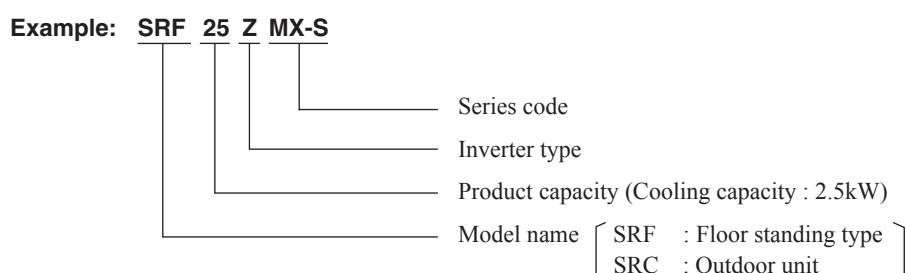 Example: SRF 25 Z MX-S
Series code
Inverter type
Product capacity (Cooling capacity : 2.5kW)
Model name SRF : Floor standing type
SRC : Outdoor unit